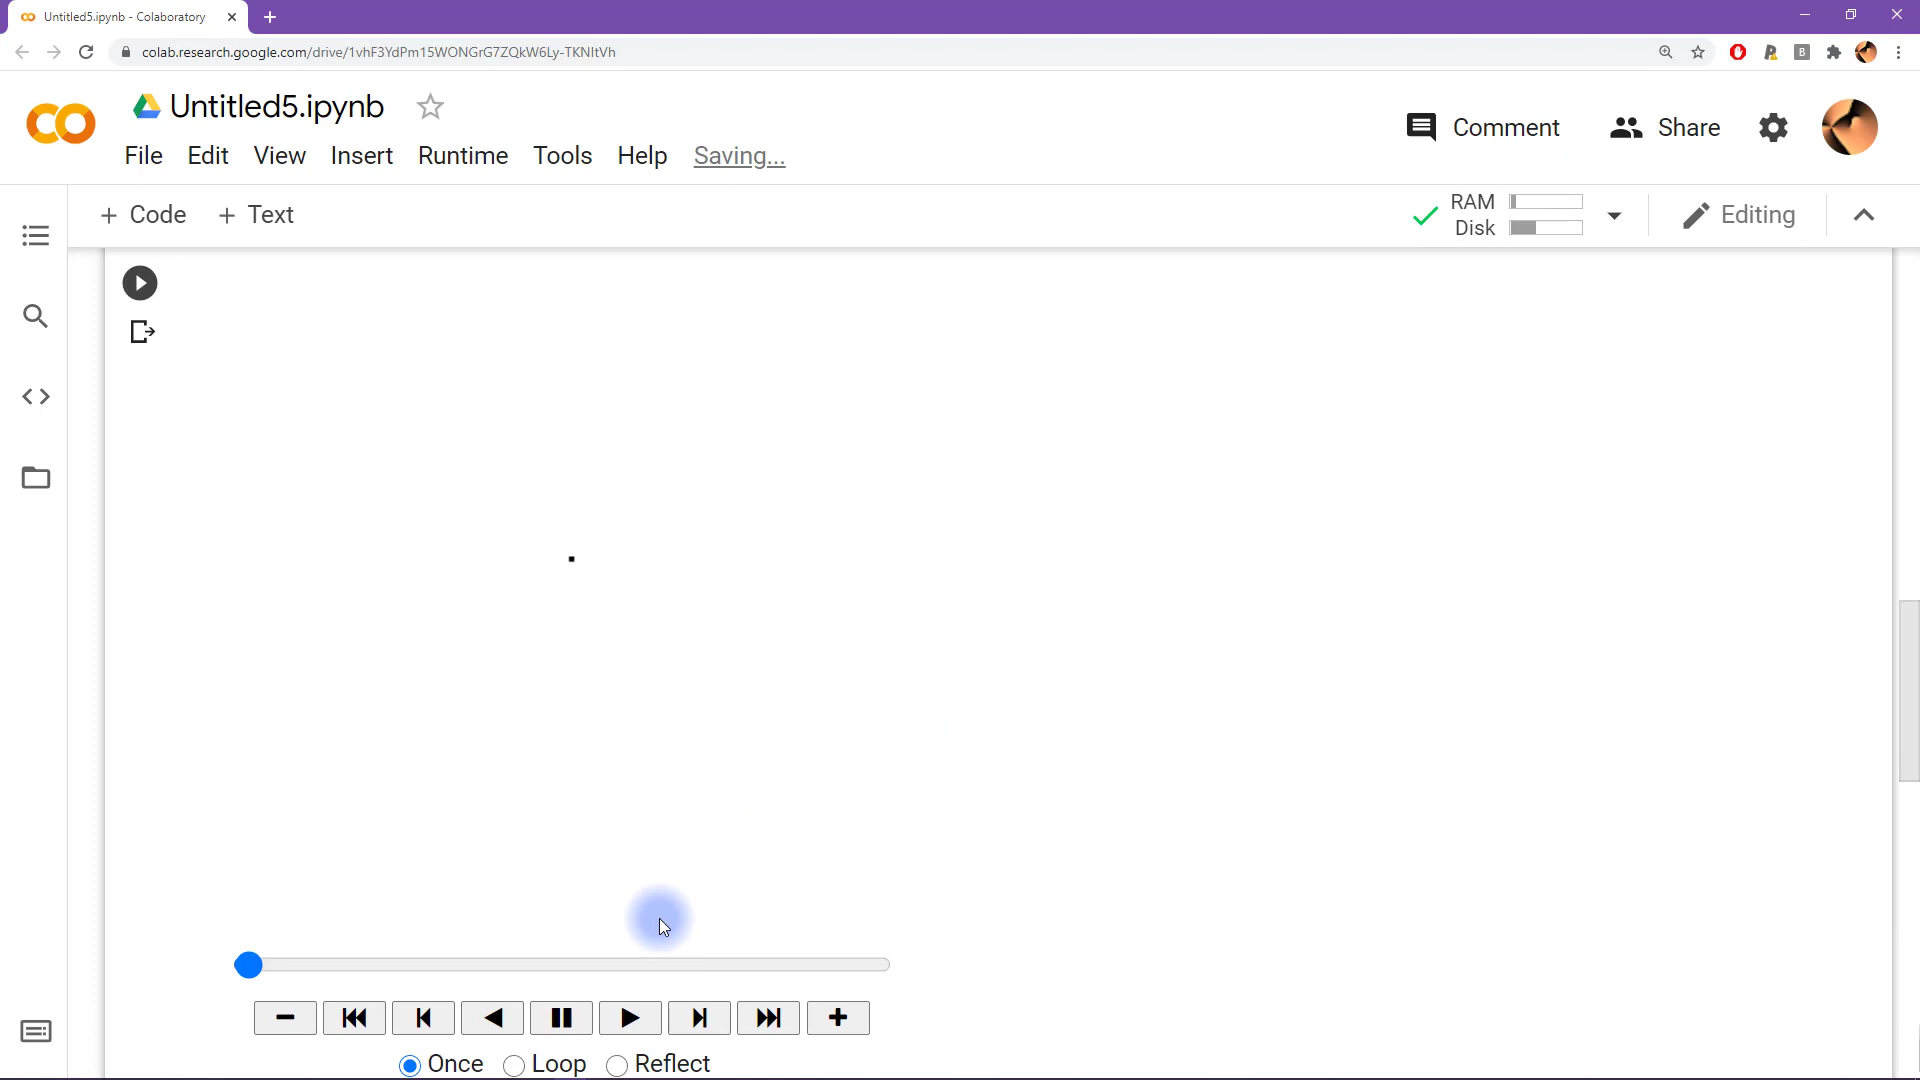 Untitled5.ipynb - Colaboratory
colab.research.google.com/drive/1vhF3YdPm15WONGrG7ZQkW6Ly-TKNItVh
Untitled5.ipynb
Comment
Share
File Edit View Insert Runtime Tools Help Saving...
+ Code + Text
RAM
Disk
Editing
Once Loop Reflect